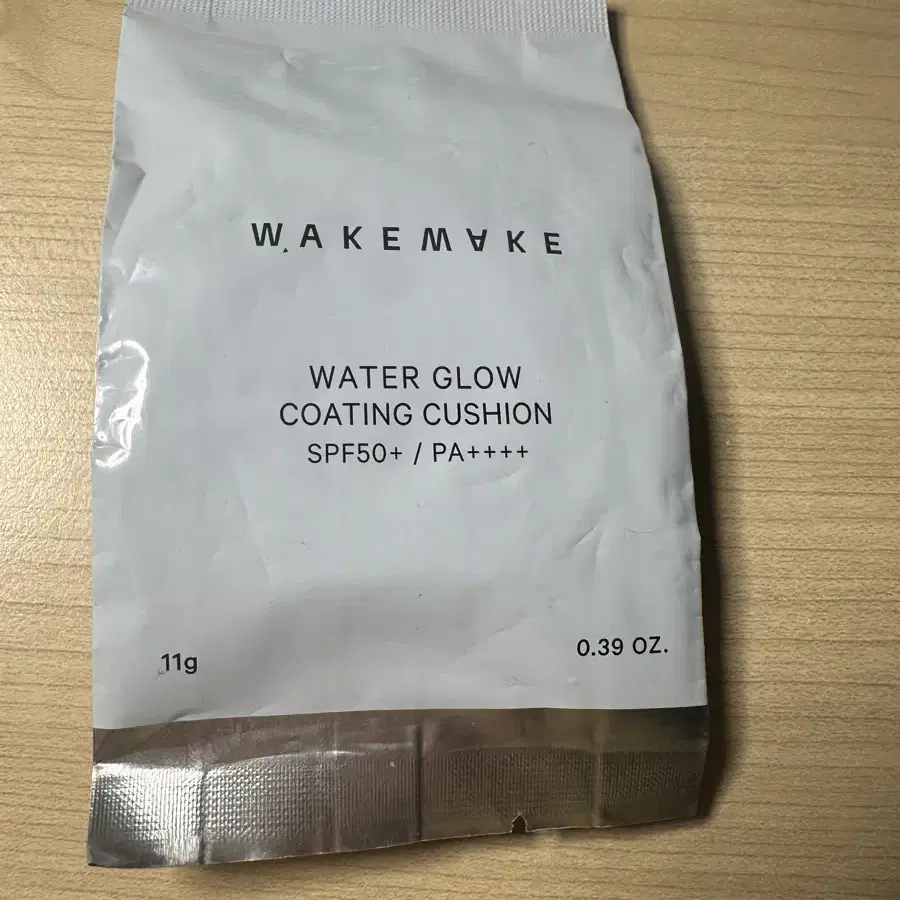 WAKEMAKE
WATER GLOW
COATING CUSHION
SPF50+ / PA++++
11g
0.39 OZ.